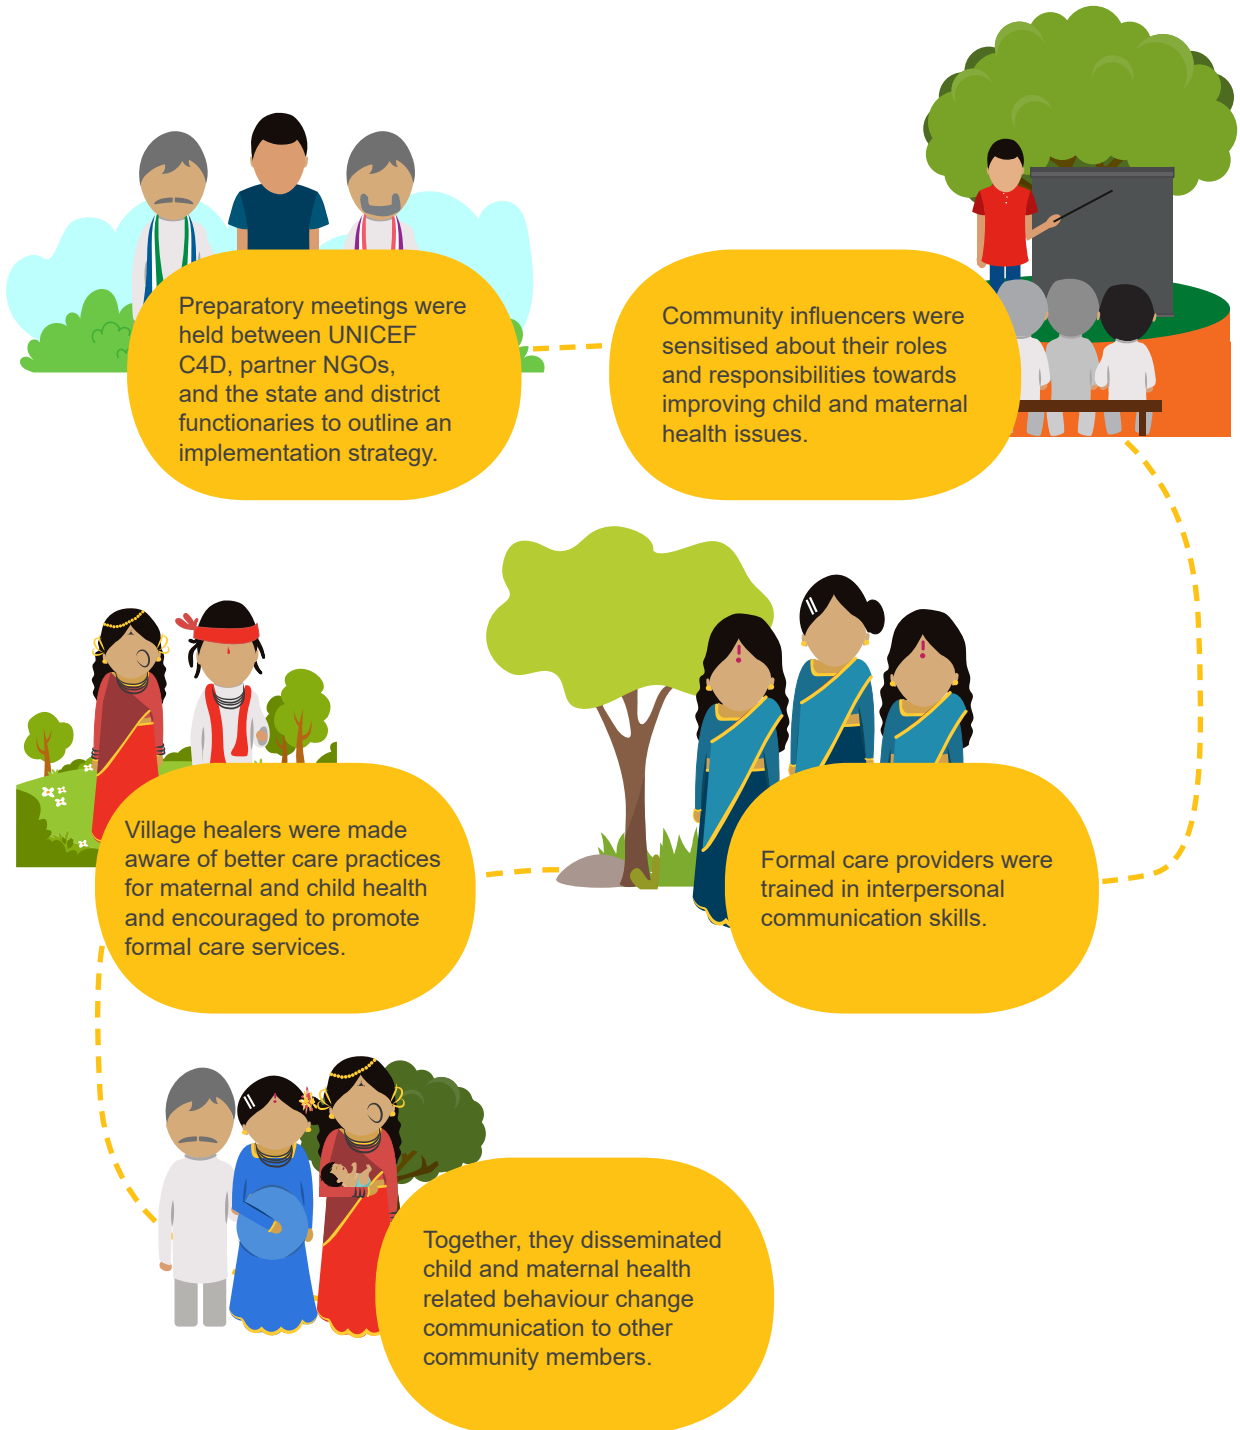 Preparatory meetings were
held between UNICEF
C4D, partner NGOs,
and the state and district
functionaries to outline an
implementation strategy.
Community influencers were
sensitised about their roles
and responsibilities towards
improving child and maternal
health issues.
Formal care providers were
trained in interpersonal
communication skills.
Village healers were made
aware of better care practices
for maternal and child health
and encouraged to promote
formal care services.
Together, they disseminated
child and maternal health
related behaviour change
communication to other
community members.